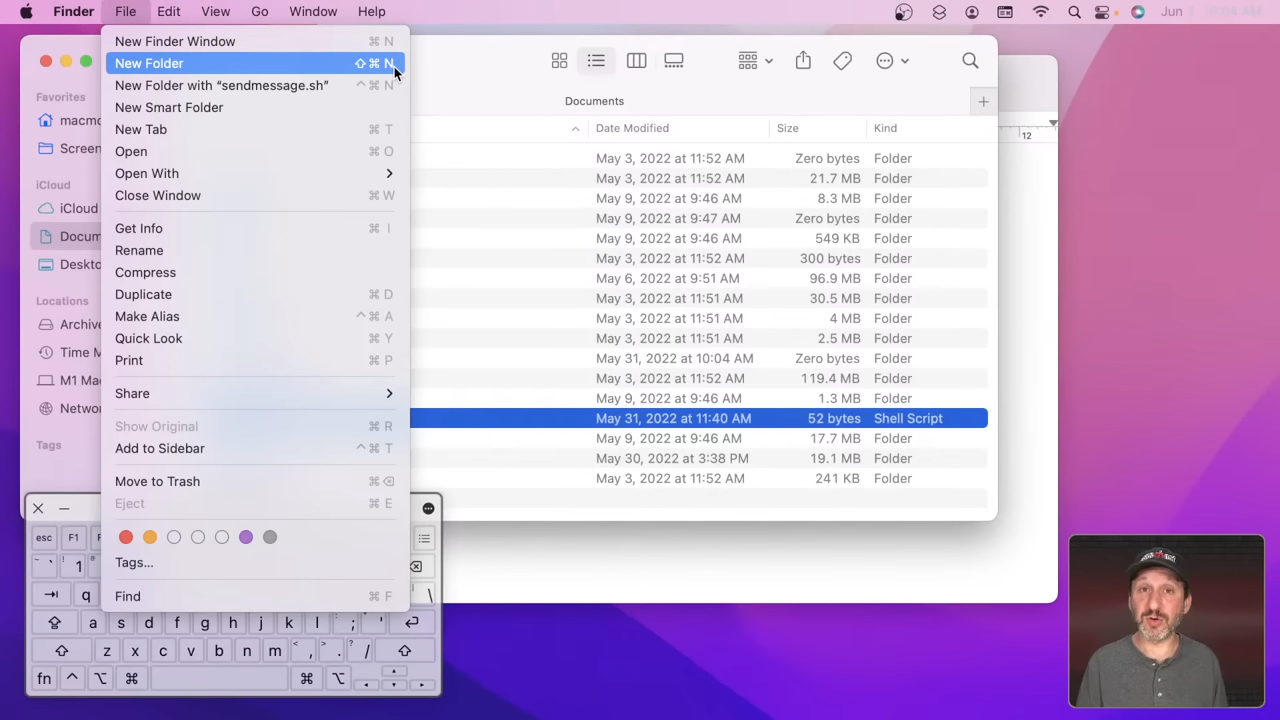 Finder File Edit View Go Window Help Jun
New Finder Window ⌘ N
New Folder ⇧ ⌘ N
New Folder with “sendmessage.sh” ^ ⌘ N
New Smart Folder
New Tab ⌘ T
Open ⌘ O
Open With
Close Window ⌘ W
Get Info ⌘ I
Rename
Compress
Duplicate ⌘ D
Make Alias ^ ⌘ A
Quick Look ⌘ Y
Print ⌘ P
Share
Show Original ⌘ R
Add to Sidebar ^ ⌘ T
Move to Trash ⌘ ⌫
Eject ⌘ E
Tags...
Find ⌘ F
Favorites
macmo
Screen
iCloud
iCloud
Docum
Deskto
Locations
Archive
Time M
M1 Mac
Networ
Tags
Documents
Date Modified Size Kind
May 3, 2022 at 11:52 AM Zero bytes Folder
May 3, 2022 at 11:52 AM 21.7 MB Folder
May 9, 2022 at 9:46 AM 8.3 MB Folder
May 9, 2022 at 9:47 AM Zero bytes Folder
May 9, 2022 at 9:46 AM 549 KB Folder
May 3, 2022 at 11:52 AM 300 bytes Folder
May 6, 2022 at 9:51 AM 96.9 MB Folder
May 3, 2022 at 11:51 AM 30.5 MB Folder
May 3, 2022 at 11:51 AM 4 MB Folder
May 3, 2022 at 11:51 AM 2.5 MB Folder
May 31, 2022 at 10:04 AM Zero bytes Folder
May 3, 2022 at 11:52 AM 119.4 MB Folder
May 9, 2022 at 9:46 AM 1.3 MB Folder
May 31, 2022 at 11:40 AM 52 bytes Shell Script
May 9, 2022 at 9:46 AM 17.7 MB Folder
May 30, 2022 at 3:38 PM 19.1 MB Folder
May 3, 2022 at 11:52 AM 241 KB Folder
12
esc F1 F
~ ` ! 1
q \
a s d f g h j k l : ; " '
z x c v b n m < , > . ? /
fn ^ ⌥ ⌘ ⌘ ⌥